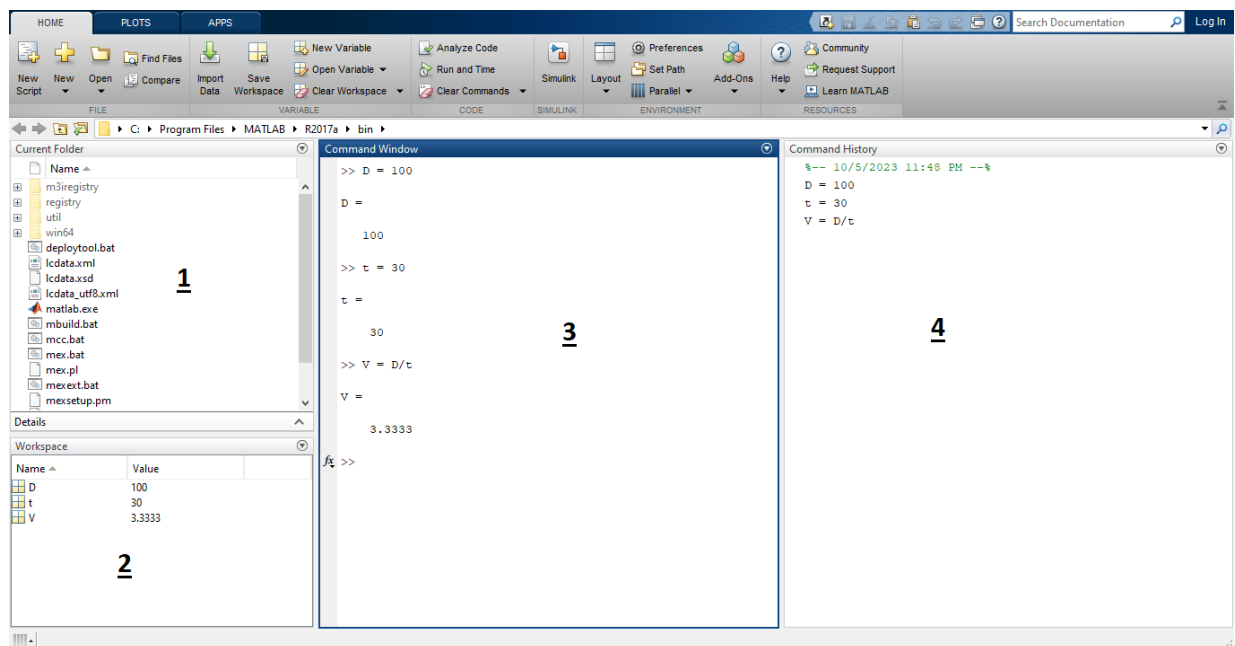 HOME PLOTS APPS Search Documentation Log In
New Script
New
Open
Find Files
Compare
FILE
Import Data
Save Workspace
New Variable
Open Variable
Clear Workspace
VARIABLE
Analyze Code
Run and Time
Clear Commands
CODE
Simulink
SIMULINK
Layout
Preferences
Set Path
Parallel
Add-Ons
ENVIRONMENT
Help
Community
Request Support
Learn MATLAB
RESOURCES
C: Program Files MATLAB R2017a bin
Current Folder
Name
m3iregistry
registry
util
win64
deploytool.bat
lcdata.xml
lcdata.xsd
lcdata_utf8.xml
matlab.exe
mbuild.bat
mcc.bat
mex.bat
mex.pl
mexext.bat
mexsetup.pm
1
Details
Workspace
Name Value
D 100
t 30
V 3.3333
2
Command Window
>> D = 100
D =
100
>> t = 30
t =
30
>> V = D/t
V =
3.3333
fx >>
3
Command History
%-- 10/5/2023 11:48 PM --%
D = 100
t = 30
V = D/t
4